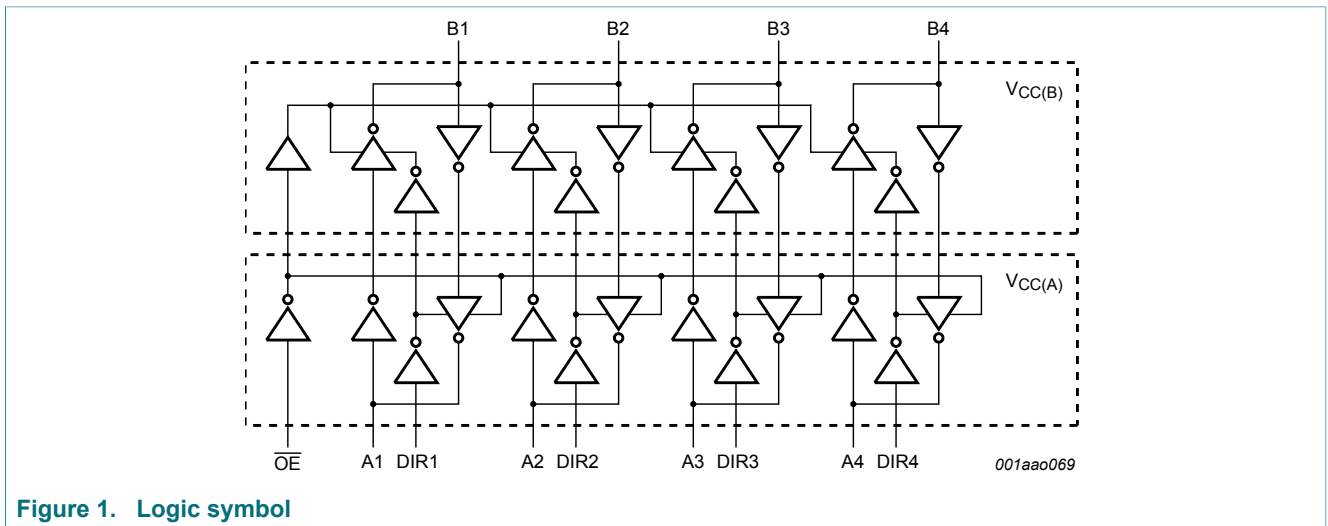 B1 B2 B3 B4
VCC(B)
VCC(A)
OE A1 DIR1 A2 DIR2 A3 DIR3 A4 DIR4 001aao069
Figure 1. Logic symbol